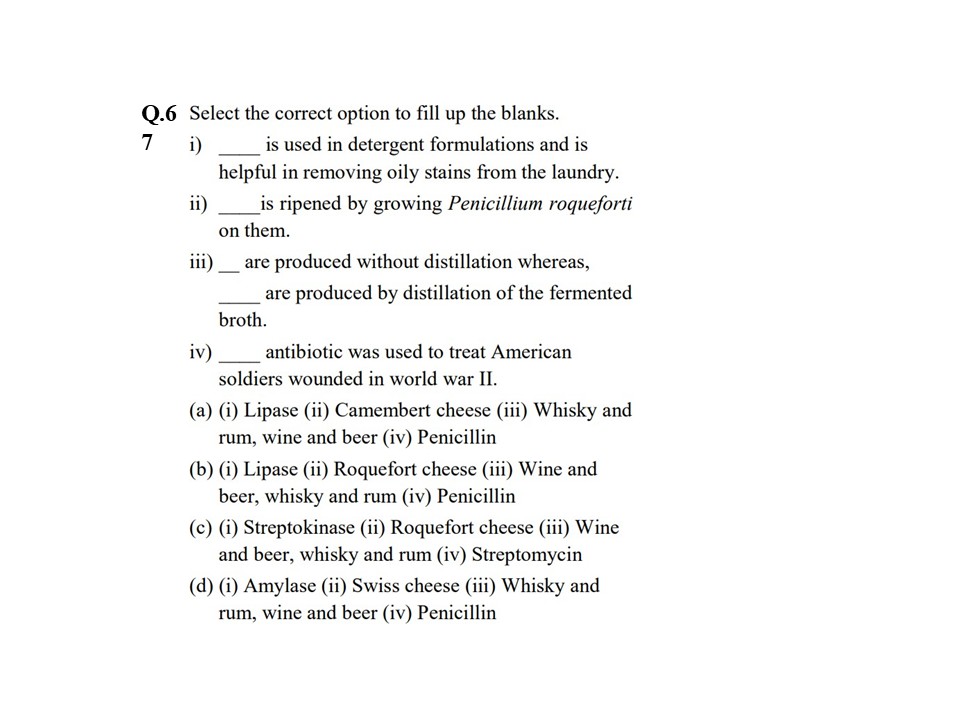 Q.6 Select the correct option to fill up the blanks.
7 i) ____ is used in detergent formulations and is
helpful in removing oily stains from the laundry.
ii) ____is ripened by growing Penicillium roqueforti
on them.
iii) __ are produced without distillation whereas,
____ are produced by distillation of the fermented
broth.
iv) ____ antibiotic was used to treat American
soldiers wounded in world war II.
(a) (i) Lipase (ii) Camembert cheese (iii) Whisky and
rum, wine and beer (iv) Penicillin
(b) (i) Lipase (ii) Roquefort cheese (iii) Wine and
beer, whisky and rum (iv) Penicillin
(c) (i) Streptokinase (ii) Roquefort cheese (iii) Wine
and beer, whisky and rum (iv) Streptomycin
(d) (i) Amylase (ii) Swiss cheese (iii) Whisky and
rum, wine and beer (iv) Penicillin